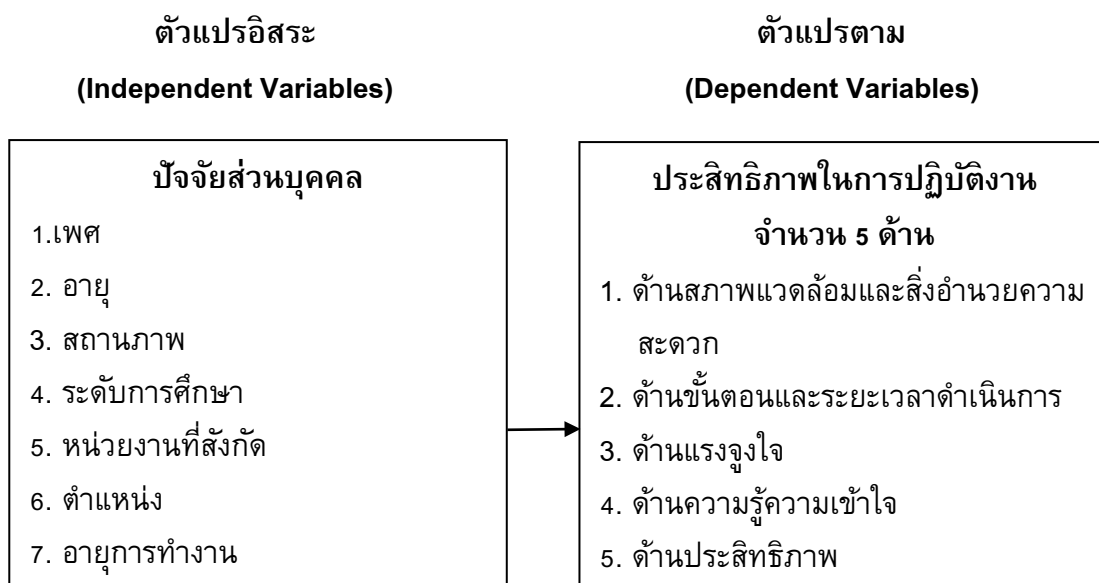 ตัวแปรอิสระ
(Independent Variables)
ปัจจัยส่วนบุคคล
1.เพศ
2. อายุ
3. สถานภาพ
4. ระดับการศึกษา
5. หน่วยงานที่สังกัด
6. ตำแหน่ง
7. อายุการทำงาน
ตัวแปรตาม
(Dependent Variables)
ประสิทธิภาพในการปฏิบัติงาน
จำนวน 5 ด้าน
1. ด้านสภาพแวดล้อมและสิ่งอำนวยความ
สะดวก
2. ด้านขั้นตอนและระยะเวลาดำเนินการ
3. ด้านแรงจูงใจ
4. ด้านความรู้ความเข้าใจ
5. ด้านประสิทธิภาพ